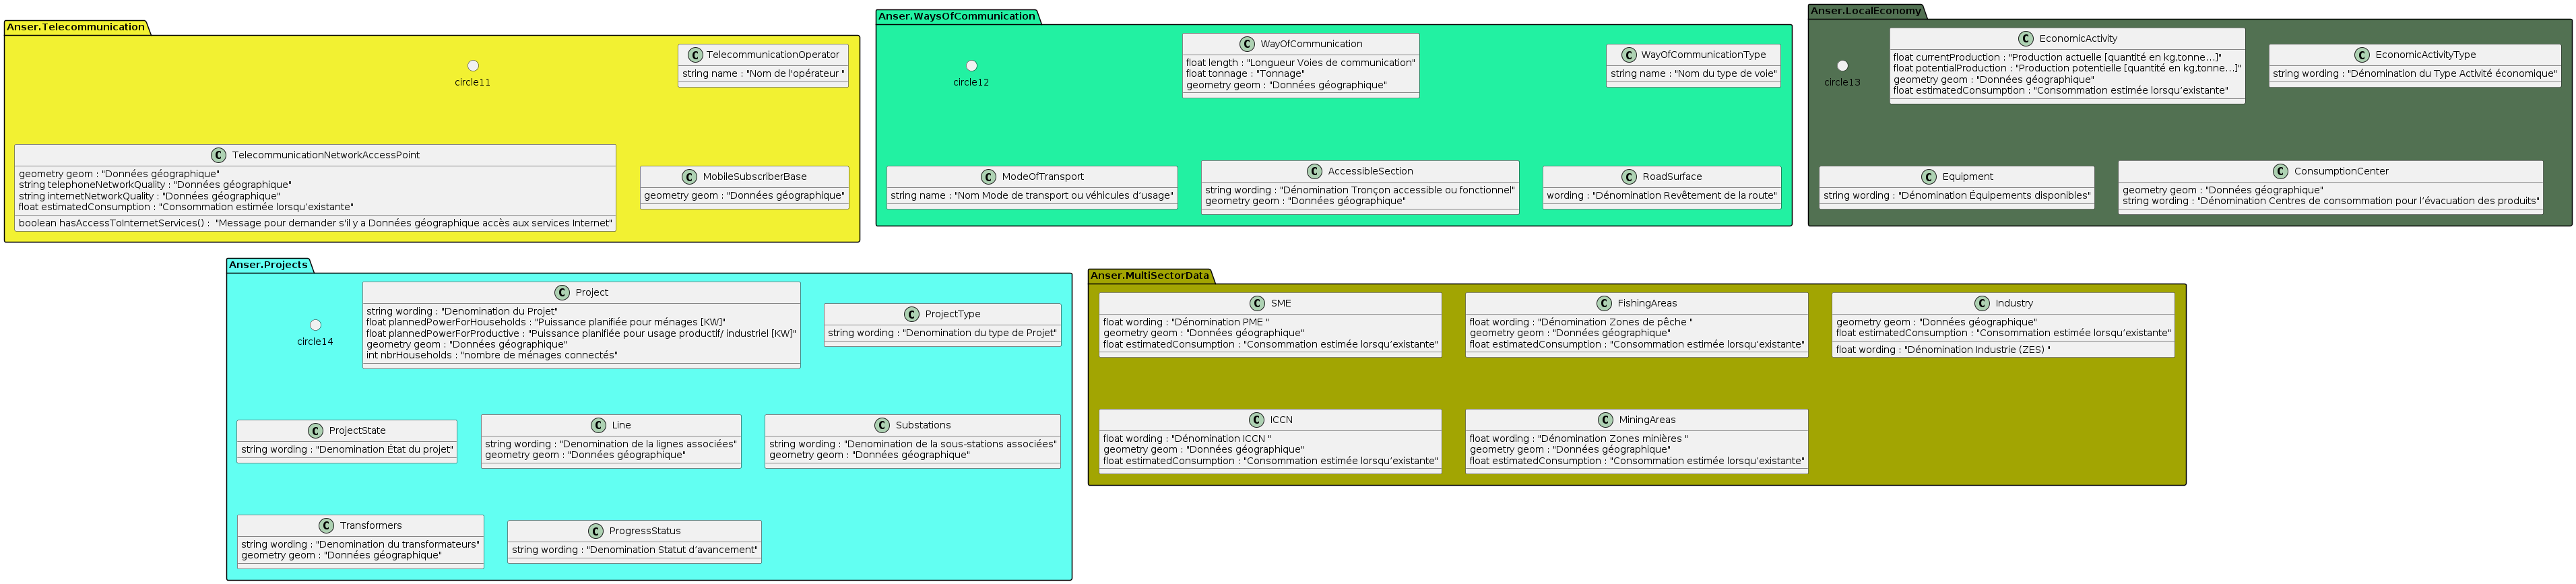 Anser.Telecommunication
circle11
C TelecommunicationOperator
string name : "Nom de l'opérateur "
C TelecommunicationNetworkAccessPoint
geometry geom : "Données géographique"
string telephoneNetworkQuality : "Données géographique"
string internetNetworkQuality : "Données géographique"
float estimatedConsumption : "Consommation estimée lorsqu'existante"
boolean hasAccessToInternetServices() :  "Message pour demander s'il y a Données géographique accès aux services Internet"
C MobileSubscriberBase
geometry geom : "Données géographique"
Anser.WaysOfCommunication
circle12
C WayOfCommunication
float length : "Longueur Voies de communication"
float tonnage : "Tonnage"
geometry geom : "Données géographique"
C WayOfCommunicationType
string name : "Nom du type de voie"
C ModeOfTransport
string name : "Nom Mode de transport ou véhicules d'usage"
C AccessibleSection
string wording : "Dénomination Tronçon accessible ou fonctionnel"
geometry geom : "Données géographique"
C RoadSurface
wording : "Dénomination Revêtement de la route"
Anser.LocalEconomy
circle13
C EconomicActivity
float currentProduction : "Production actuelle [quantité en kg,tonne…]"
float potentialProduction : "Production potentielle [quantité en kg,tonne…]"
geometry geom : "Données géographique"
float estimatedConsumption : "Consommation estimée lorsqu'existante"
C EconomicActivityType
string wording : "Dénomination du Type Activité économique"
C Equipment
string wording : "Dénomination Équipements disponibles"
C ConsumptionCenter
geometry geom : "Données géographique"
string wording : "Dénomination Centres de consommation pour l'évacuation des produits"
Anser.Projects
circle14
C Project
string wording : "Denomination du Projet"
float plannedPowerForHouseholds : "Puissance planifiée pour ménages [KW]"
float plannedPowerForProductive : "Puissance planifiée pour usage productif/ industriel [KW]"
geometry geom : "Données géographique"
int nbrHouseholds : "nombre de ménages connectés"
C ProjectType
string wording : "Denomination du type de Projet"
C ProjectState
string wording : "Denomination État du projet"
C Line
string wording : "Denomination de la lignes associées"
geometry geom : "Données géographique"
C Substations
string wording : "Denomination de la sous-stations associées"
geometry geom : "Données géographique"
C Transformers
string wording : "Denomination du transformateurs"
geometry geom : "Données géographique"
C ProgressStatus
string wording : "Denomination Statut d'avancement"
Anser.MultiSectorData
C SME
float wording : "Dénomination PME "
geometry geom : "Données géographique"
float estimatedConsumption : "Consommation estimée lorsqu'existante"
C FishingAreas
float wording : "Dénomination Zones de pêche "
geometry geom : "Données géographique"
float estimatedConsumption : "Consommation estimée lorsqu'existante"
C Industry
geometry geom : "Données géographique"
float estimatedConsumption : "Consommation estimée lorsqu'existante"
float wording : "Dénomination Industrie (ZES) "
C ICCN
float wording : "Dénomination ICCN "
geometry geom : "Données géographique"
float estimatedConsumption : "Consommation estimée lorsqu'existante"
C MiningAreas
float wording : "Dénomination Zones minières "
geometry geom : "Données géographique"
float estimatedConsumption : "Consommation estimée lorsqu'existante"